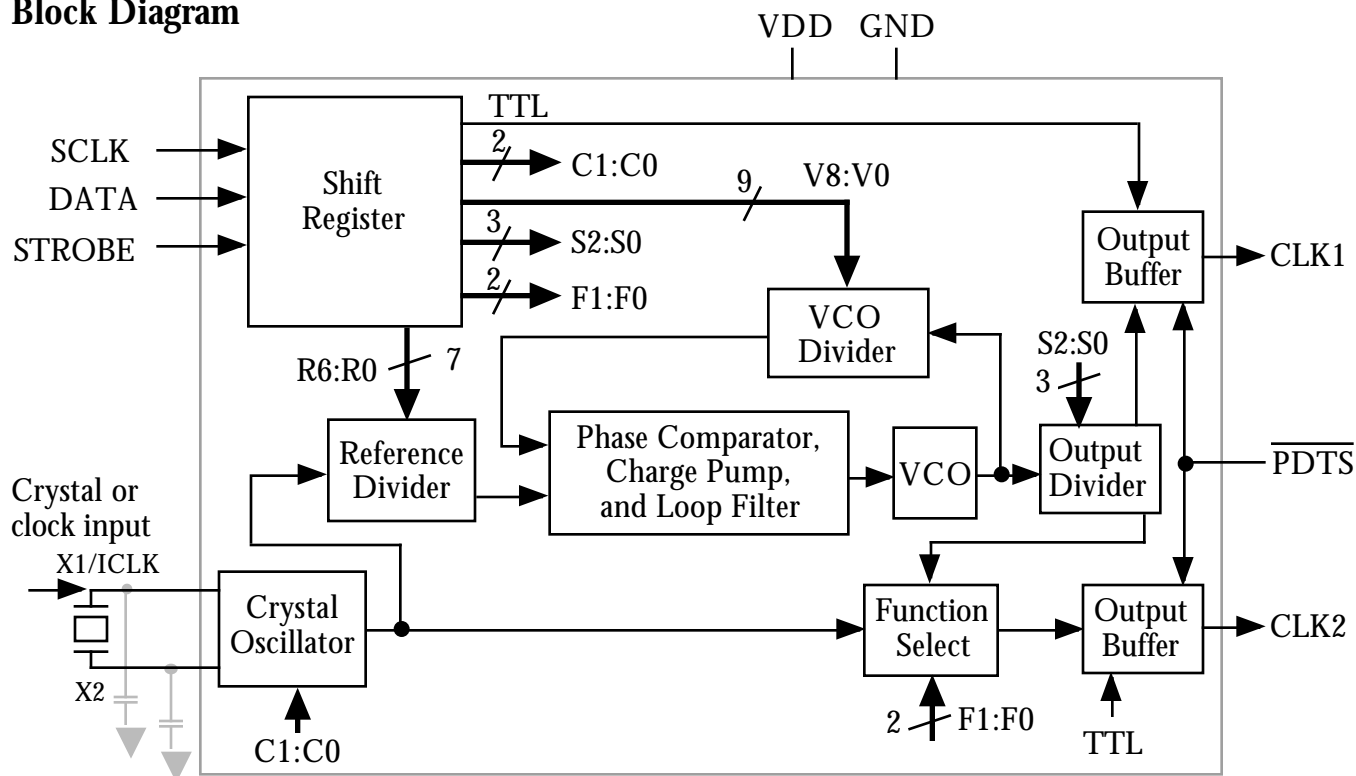 Block Diagram
VDD GND
SCLK
DATA
STROBE
Shift
Register
TTL
2
C1:C0
9
V8:V0
3
S2:S0
2
F1:F0
R6:R0
7
VCO
Divider
Output
Buffer
CLK1
S2:S0
3
Reference
Divider
Phase Comparator,
Charge Pump,
and Loop Filter
VCO
Output
Divider
PDTS
Crystal or
clock input
X1/ICLK
X2
Crystal
Oscillator
C1:C0
Function
Select
2
F1:F0
Output
Buffer
CLK2
TTL